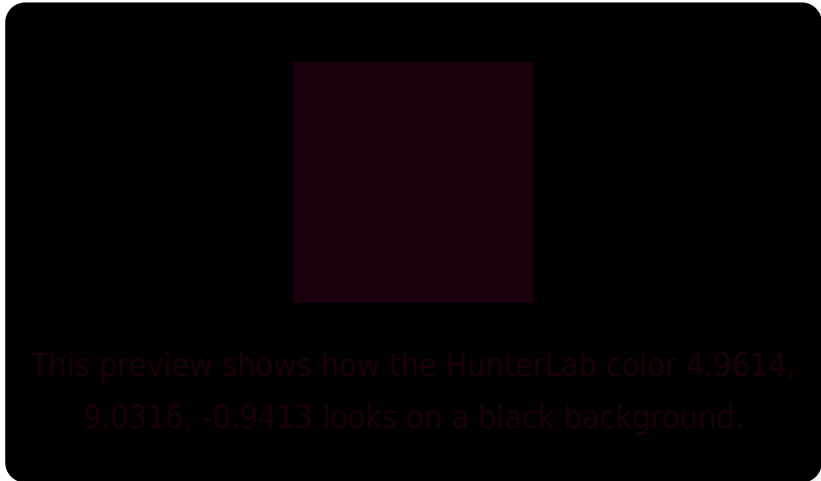 This preview shows how the HunterLab color 4.9614,
9.0316, -0.9413 looks on a black background.